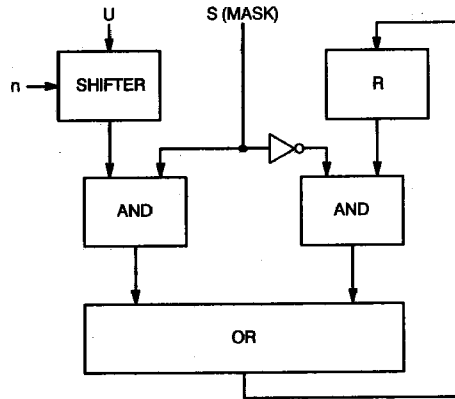 U
S (MASK)
n
SHIFTER
R
AND
AND
OR